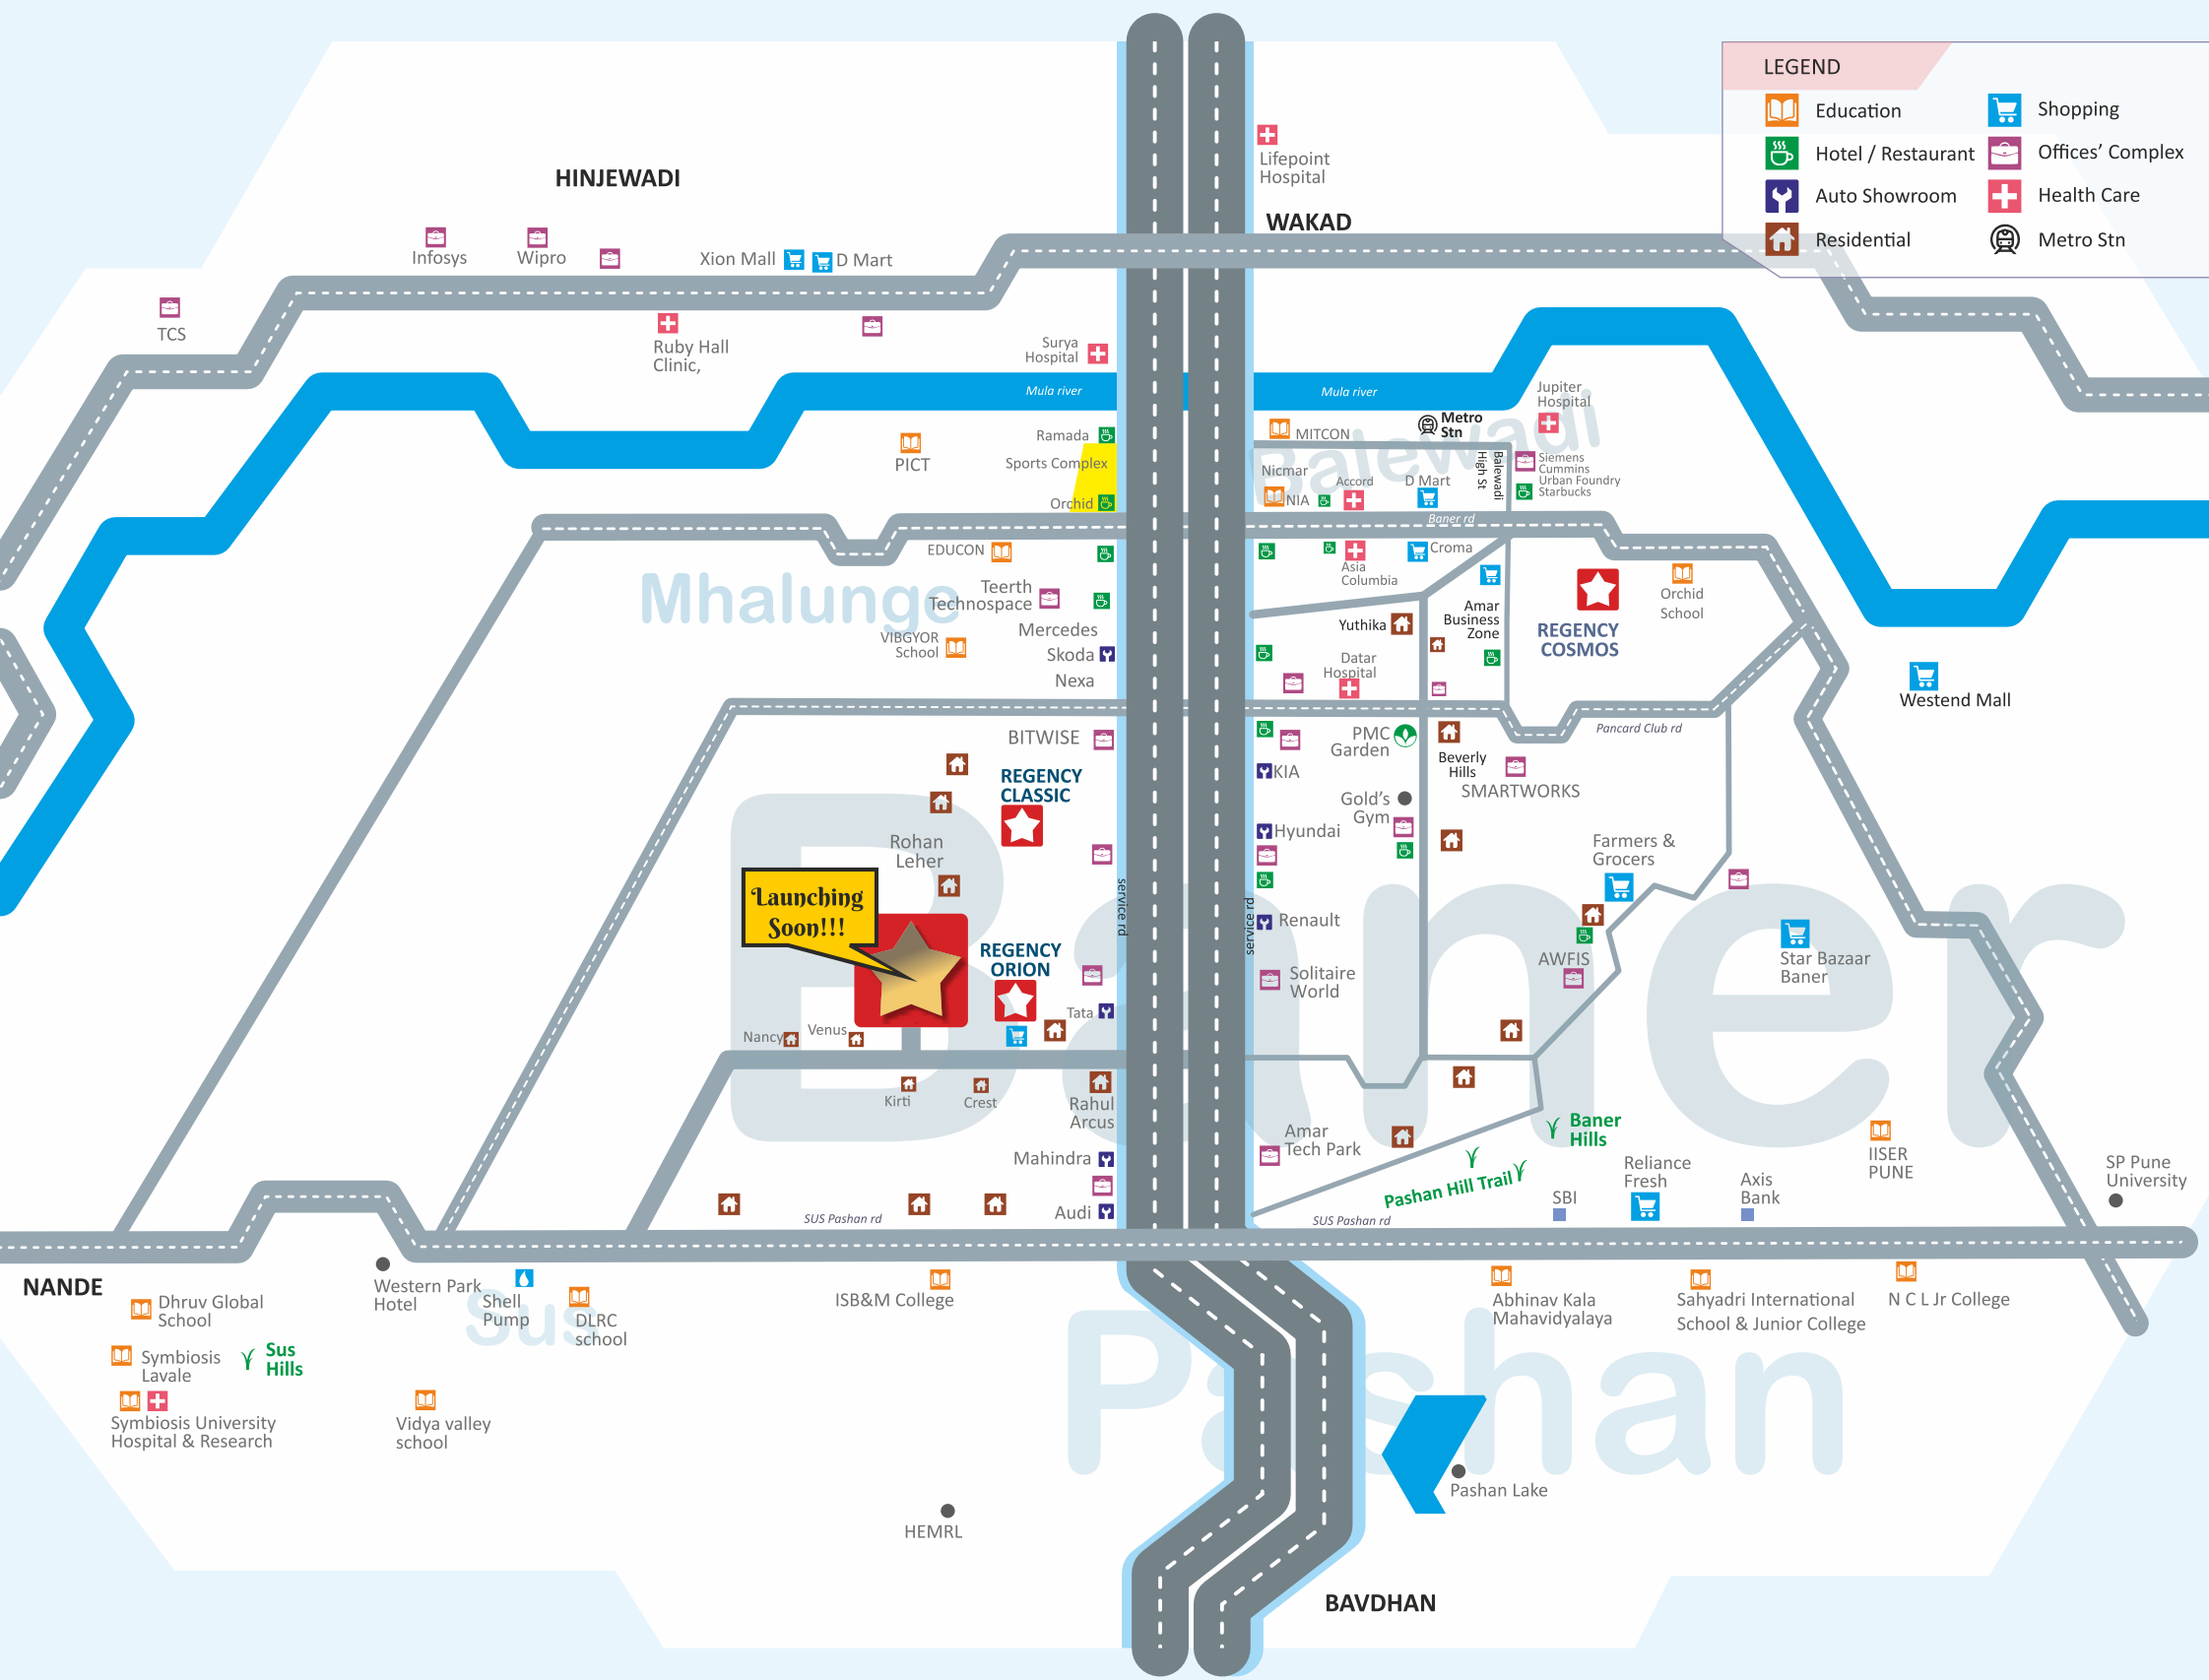 LEGEND
Education
Shopping
Hotel / Restaurant
Offices’ Complex
Auto Showroom
Health Care
Residential
Metro Stn
HINJEWADI
Lifepoint
Hospital
WAKAD
Infosys
Wipro
Xion Mall
D Mart
TCS
Ruby Hall
Clinic,
Surya
Hospital
Mula river
Mula river
Jupiter
Hospital
Ramada
PICT
Sports Complex
Orchid
MITCON
Metro
Stn
Balewadi
Nicmar
NIA
Accord
D Mart
Balewadi
High St
Siemens
Cummins
Urban Foundry
Starbucks
Baner rd
EDUCON
Teerth
Technospace
Mhalunge
VIBGYOR
School
Mercedes
Skoda
Nexa
Asia
Columbia
Croma
Yuthika
Amar
Business
Zone
Datar
Hospital
REGENCY
COSMOS
Orchid
School
Westend Mall
Pancard Club rd
BITWISE
REGENCY
CLASSIC
Rohan
Leher
Launching
Soon!!!
REGENCY
ORION
Nancy
Venus
Tata
service rd
service rd
KIA
Hyundai
Renault
Solitaire
World
PMC
Garden
Gold’s
Gym
Beverly
Hills
SMARTWORKS
Farmers &
Grocers
AWFIS
Star Bazaar
Baner
Baner
Kirti
Crest
Rahul
Arcus
Mahindra
Audi
Amar
Tech Park
Pashan Hill Trail
Baner
Hills
SBI
Reliance
Fresh
Axis
Bank
IISER
PUNE
SP Pune
University
SUS Pashan rd
SUS Pashan rd
NANDE
Dhruv Global
School
Symbiosis
Lavale
Sus
Hills
Symbiosis University
Hospital & Research
Western Park
Hotel
Shell
Pump
Sus
DLRC
school
Vidya valley
school
ISB&M College
HEMRL
Abhinav Kala
Mahavidyalaya
Sahyadri International
School & Junior College
N C L Jr College
Pashan
Pashan Lake
BAVDHAN